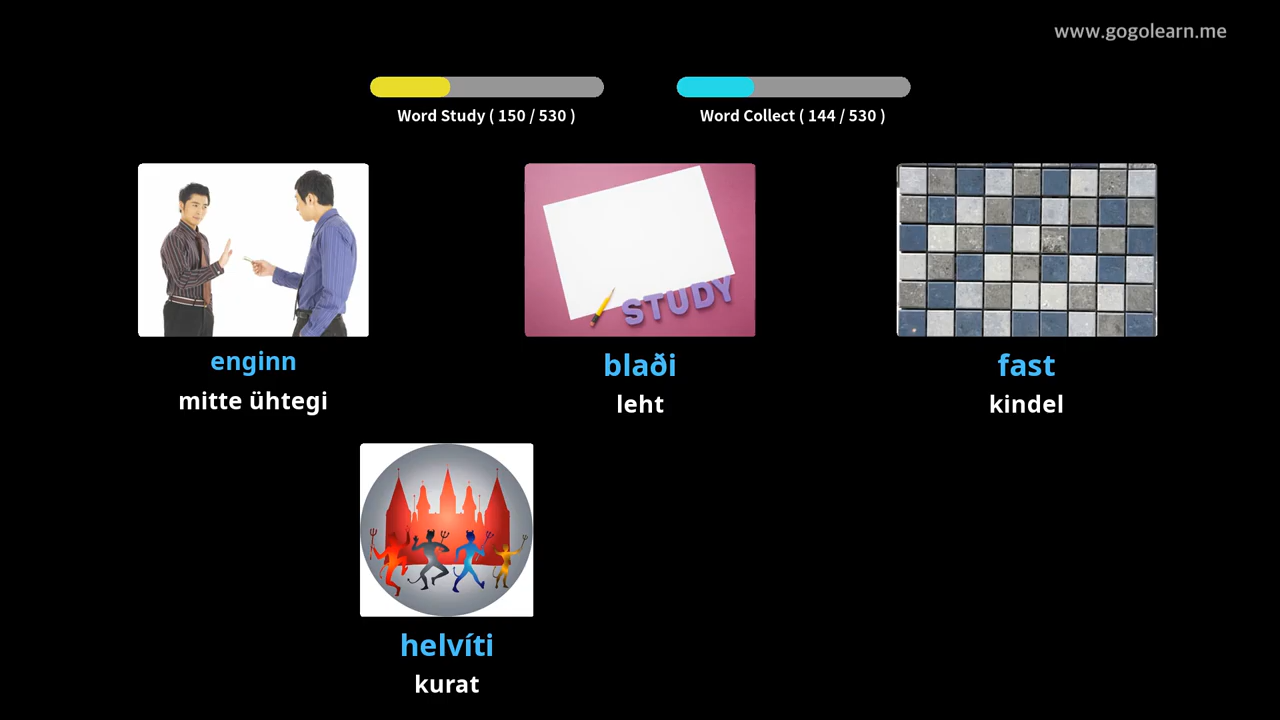 www.gogolearn.me
Word Study ( 150 / 530 )
Word Collect ( 144 / 530 )
STUDY
enginn
mitte ühtegi
blaði
leht
fast
kindel
helvíti
kurat